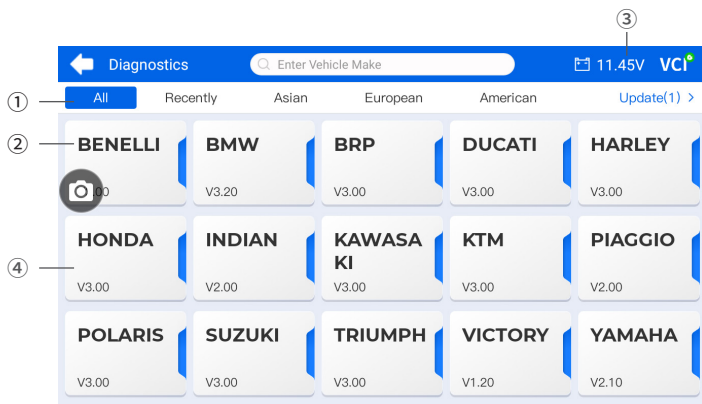 ③
Diagnostics
Enter Vehicle Make
11.45V
VCI
①
All
Recently
Asian
European
American
Update(1) >
②
BENELLI
BMW
BRP
DUCATI
HARLEY
V3.20
V3.00
V3.00
V3.00
④
HONDA
INDIAN
KAWASA
KI
KTM
PIAGGIO
V3.00
V2.00
V3.00
V3.00
V2.00
POLARIS
SUZUKI
TRIUMPH
VICTORY
YAMAHA
V3.00
V3.00
V3.00
V1.20
V2.10